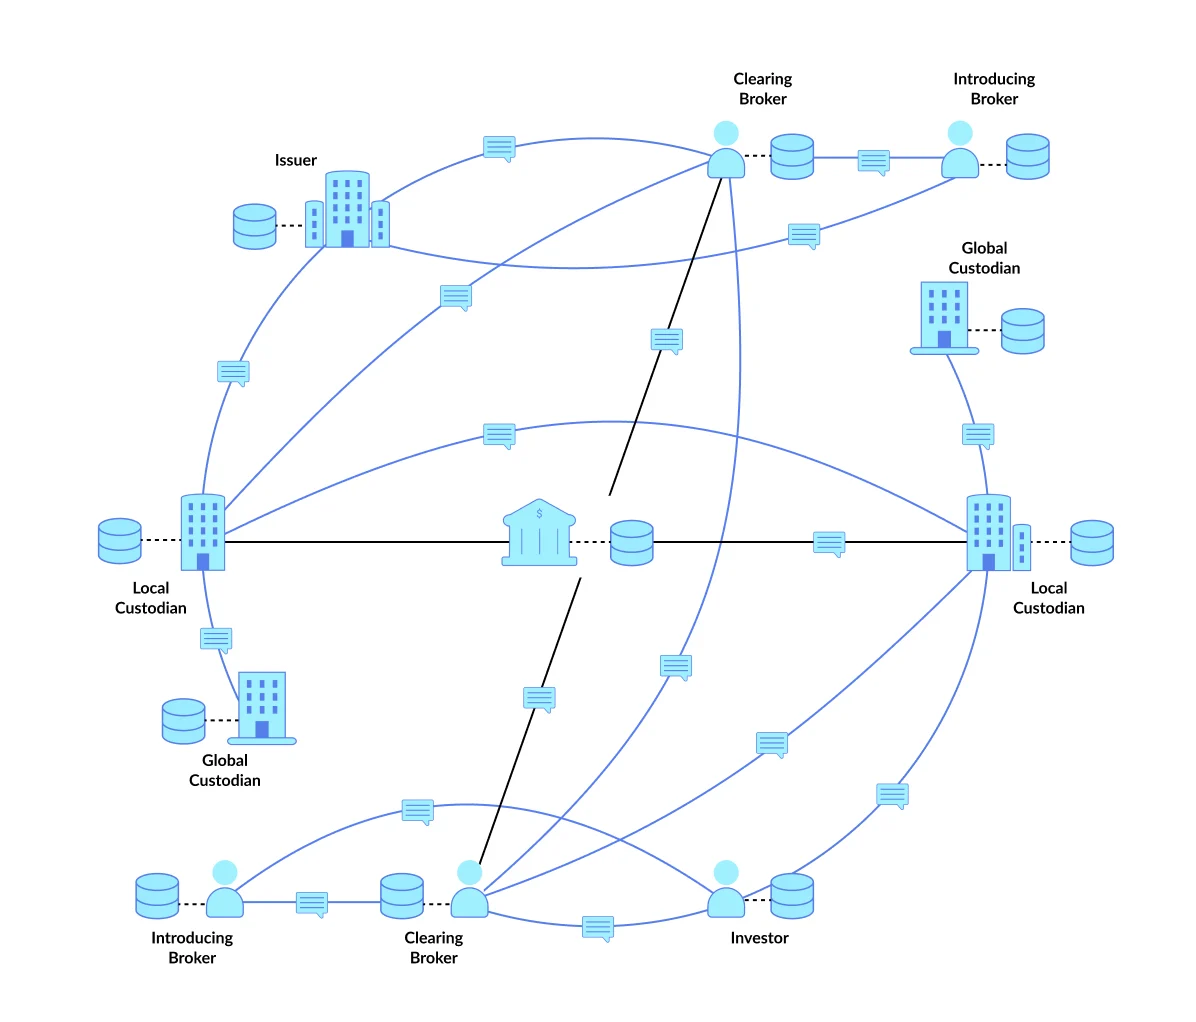 Clearing
Broker
Introducing
Broker
Issuer
Global
Custodian
$
Local
Custodian
Local
Custodian
Global
Custodian
Introducing
Broker
Clearing
Broker
Investor